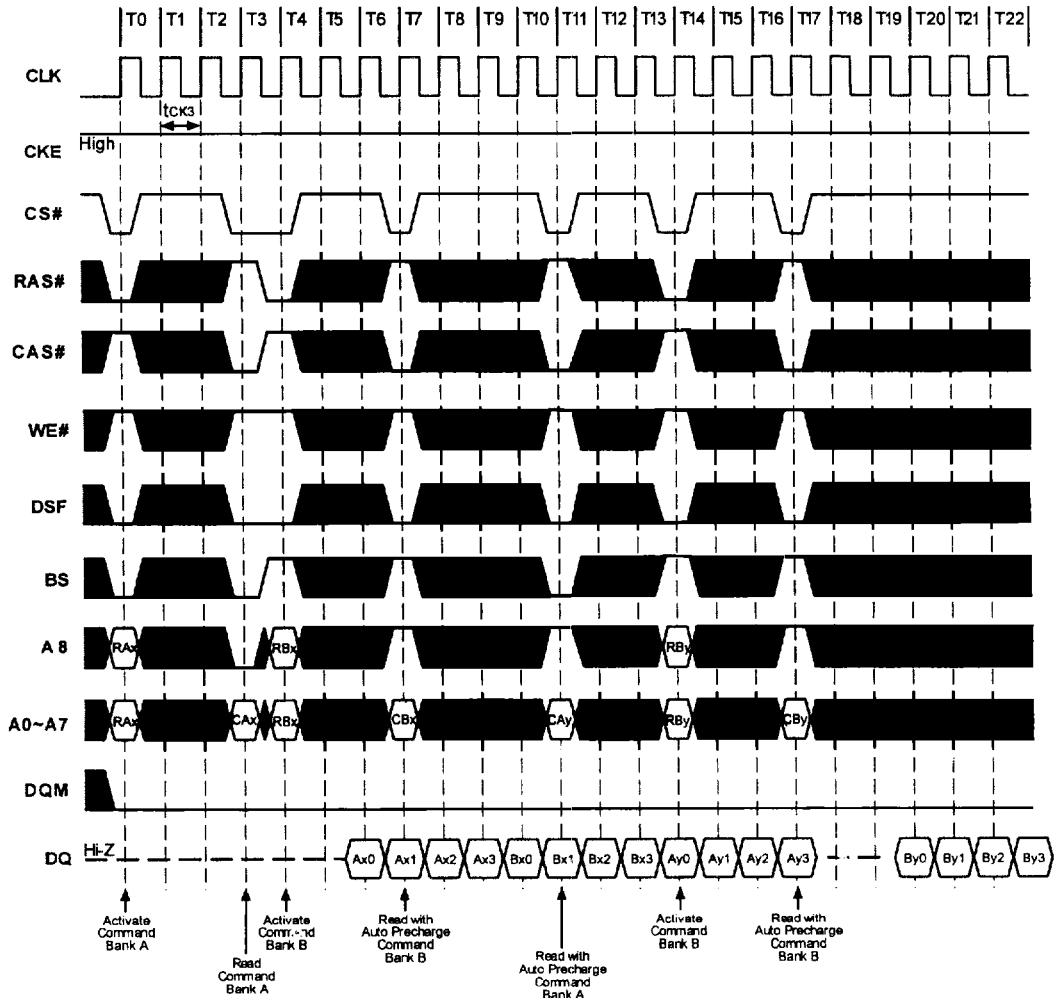 T0 T1 T2 T3 T4 T5 T6 T7 T8 T9 T10 T11 T12 T13 T14 T15 T16 T17 T18 T19 T20 T21 T22
CLK
tCK3
CKE High
CS#
RAS#
CAS#
WE#
DSF
BS
A8 RAx RBx RBy
A0~A7 RAx CAx RBx CBx CAy RBy CBy
DQM
DQ Hi-Z Ax0 Ax1 Ax2 Ax3 Bx0 Bx1 Bx2 Bx3 Ay0 Ay1 Ay2 Ay3 By0 By1 By2 By3
Activate
Command
Bank A
Read
Command
Bank A
Activate
Command
Bank B
Read with
Auto Precharge
Command
Bank B
Read with
Auto Precharge
Command
Bank A
Activate
Command
Bank B
Read with
Auto Precharge
Command
Bank B